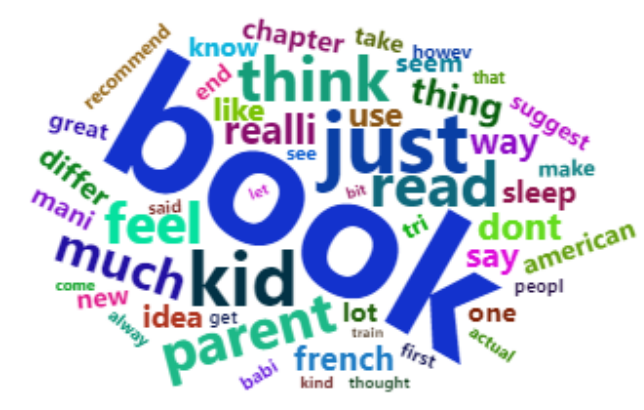 recommend
know
chapter
take
howev
end
think
seem
that
like
thing
suggest
great
realli
use
just
way
see
make
differ
book
let
bit
read
sleep
mani
said
feel
tri
dont
american
much
kid
say
come
new
peopl
alway
idea
get
parent
lot
one
train
first
actual
french
babi
kind
thought